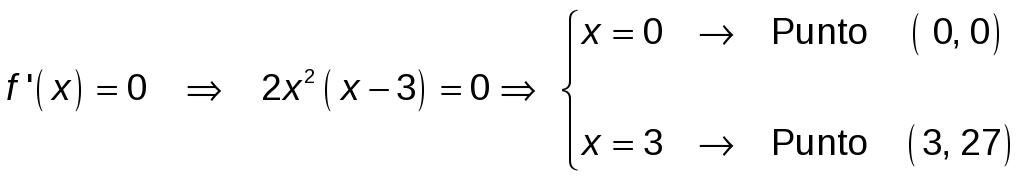 x = 0 → Punto ( 0, 0)
f '( x) = 0 ⇒ 2x² ( x − 3) = 0 ⇒
x = 3 → Punto ( 3, 27)